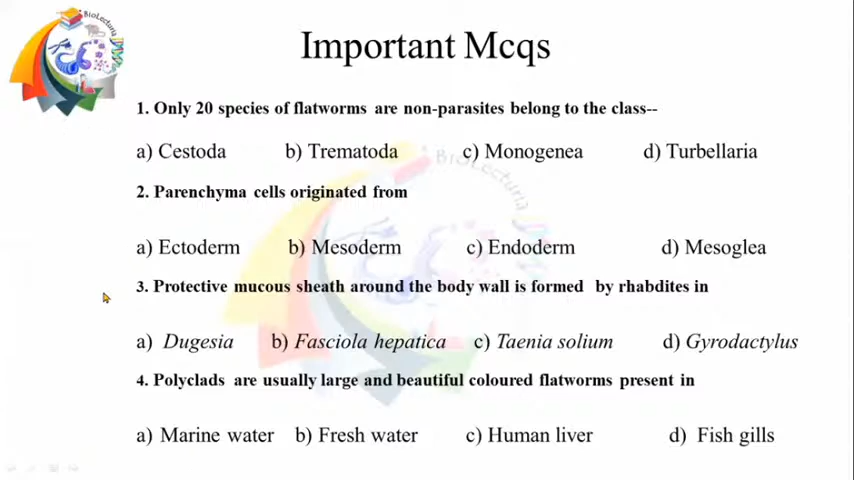 BioLecturia
Important Mcqs
1. Only 20 species of flatworms are non-parasites belong to the class--
a) Cestoda b) Trematoda c) Monogenea d) Turbellaria
2. Parenchyma cells originated from
a) Ectoderm b) Mesoderm c) Endoderm d) Mesoglea
3. Protective mucous sheath around the body wall is formed by rhabdites in
a) Dugesia b) Fasciola hepatica c) Taenia solium d) Gyrodactylus
4. Polyclads are usually large and beautiful coloured flatworms present in
a) Marine water b) Fresh water c) Human liver d) Fish gills
BioLecturia